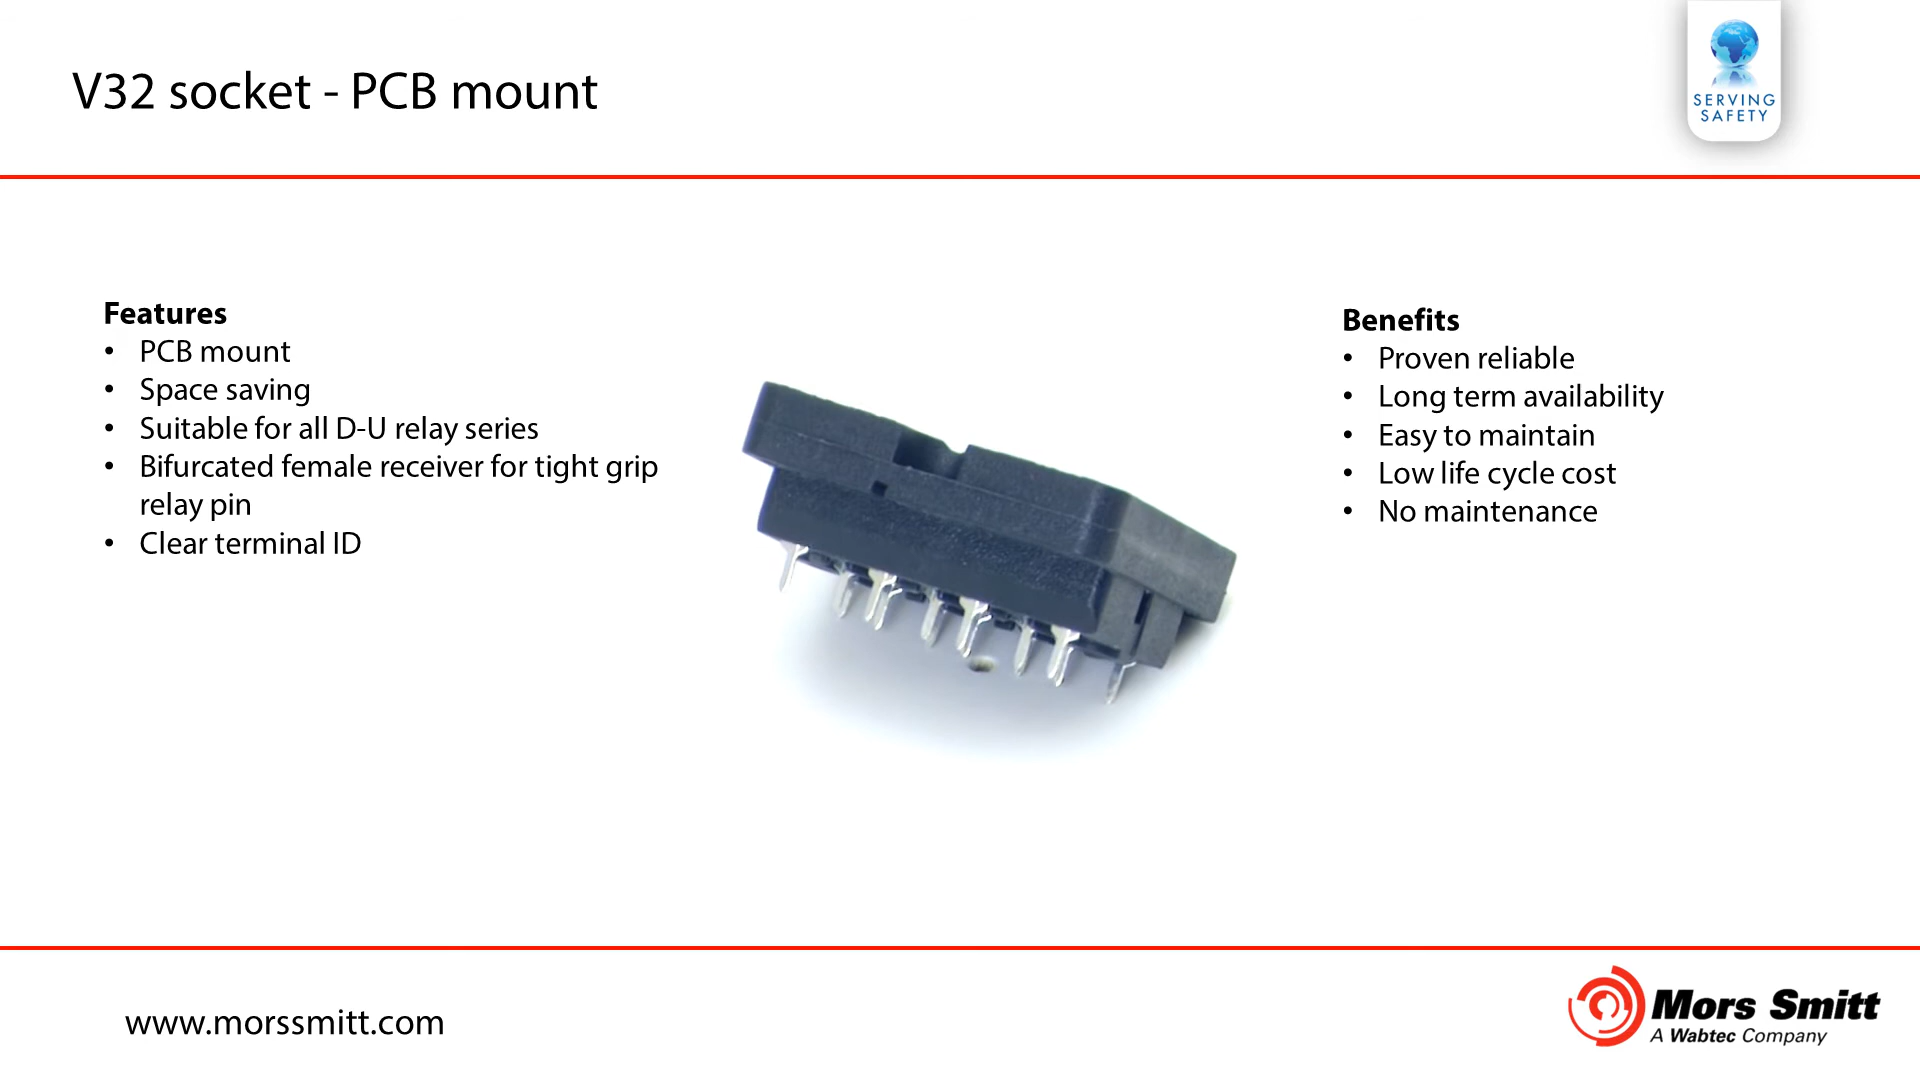 V32 socket - PCB mount
SERVING
SAFETY
Features
• PCB mount
• Space saving
• Suitable for all D-U relay series
• Bifurcated female receiver for tight grip
relay pin
• Clear terminal ID
Benefits
• Proven reliable
• Long term availability
• Easy to maintain
• Low life cycle cost
• No maintenance
www.morssmitt.com
Mors Smitt
A Wabtec Company